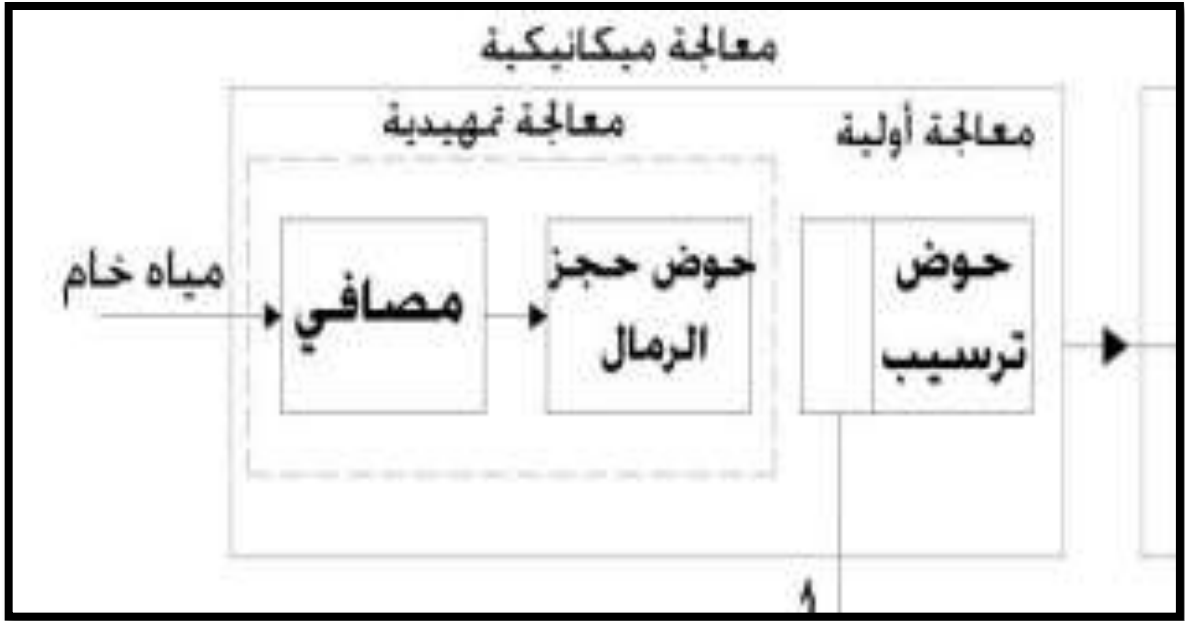 معالجة ميكانيكية
معالجة تمهيدية
معالجة أولية
مياه خام
مصافي
حوض حجز
الرمال
حوض
ترسيب